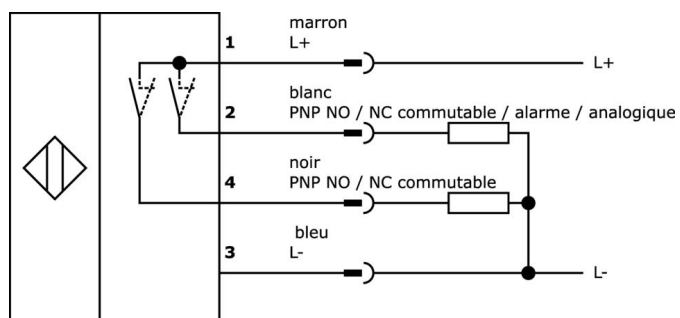 marron
1 L+
L+
blanc
2 PNP NO / NC commutable / alarme / analogique
noir
4 PNP NO / NC commutable
bleu
3 L-
L-